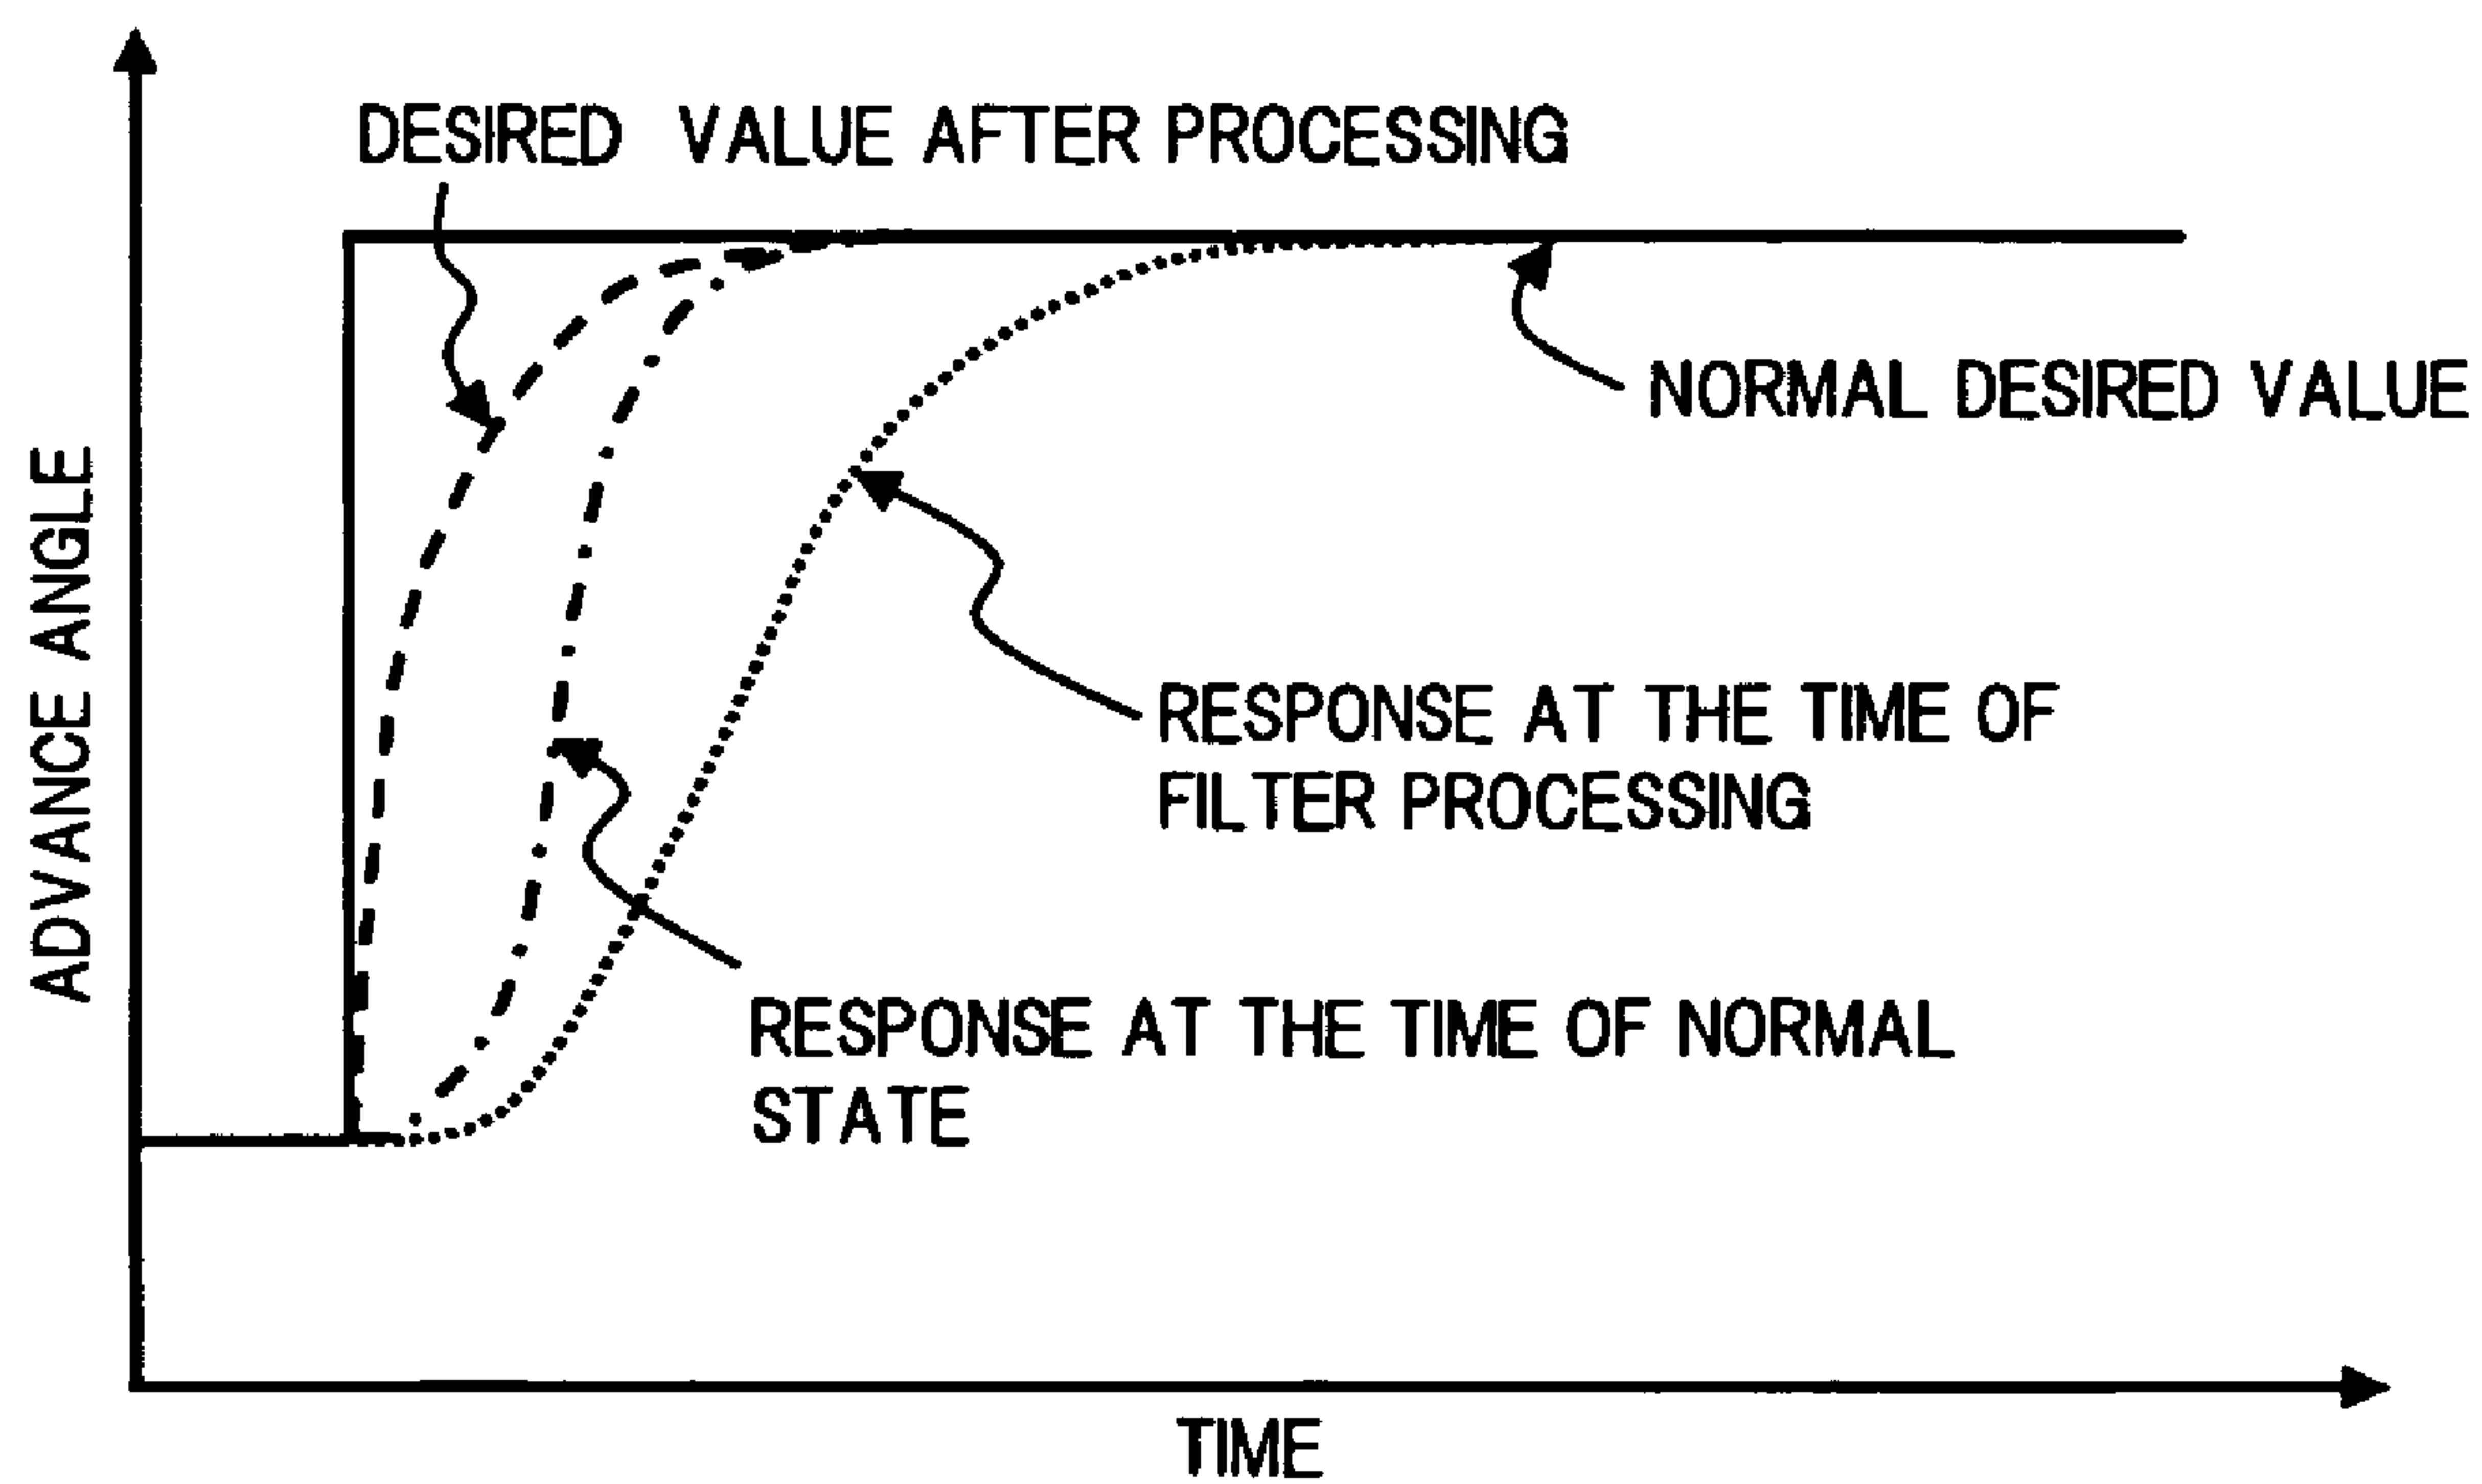 DESIRED VALUE AFTER PROCESSING
NORMAL DESIRED VALUE
ADVANCE ANGLE
RESPONSE AT THE TIME OF
FILTER PROCESSING
RESPONSE AT THE TIME OF NORMAL
STATE
TIME